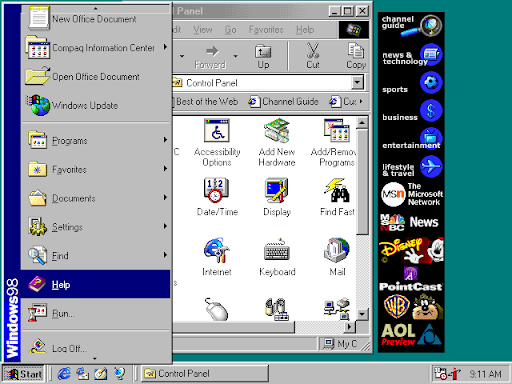 New Office Document
Compaq Information Center
Open Office Document
Windows Update
Programs
Favorites
Documents
Settings
Find
Help
Run...
Log Off...
Windows98
Panel
View
Go
Favorites
Help
Forward
Up
Cut
Copy
Control Panel
Best of the Web
Channel Guide
Accessibility
Options
Add New
Hardware
Add/Remov
Programs
Date/Time
Display
Find Fast
Internet
Keyboard
Mail
My C
channel
guide
news &
technology
sports
business
entertainment
lifestyle
& travel
msn
The
Microsoft
Network
MSNBC News
Disney
PointCast
WB
AOL
Preview
Start
Control Panel
9:11 AM